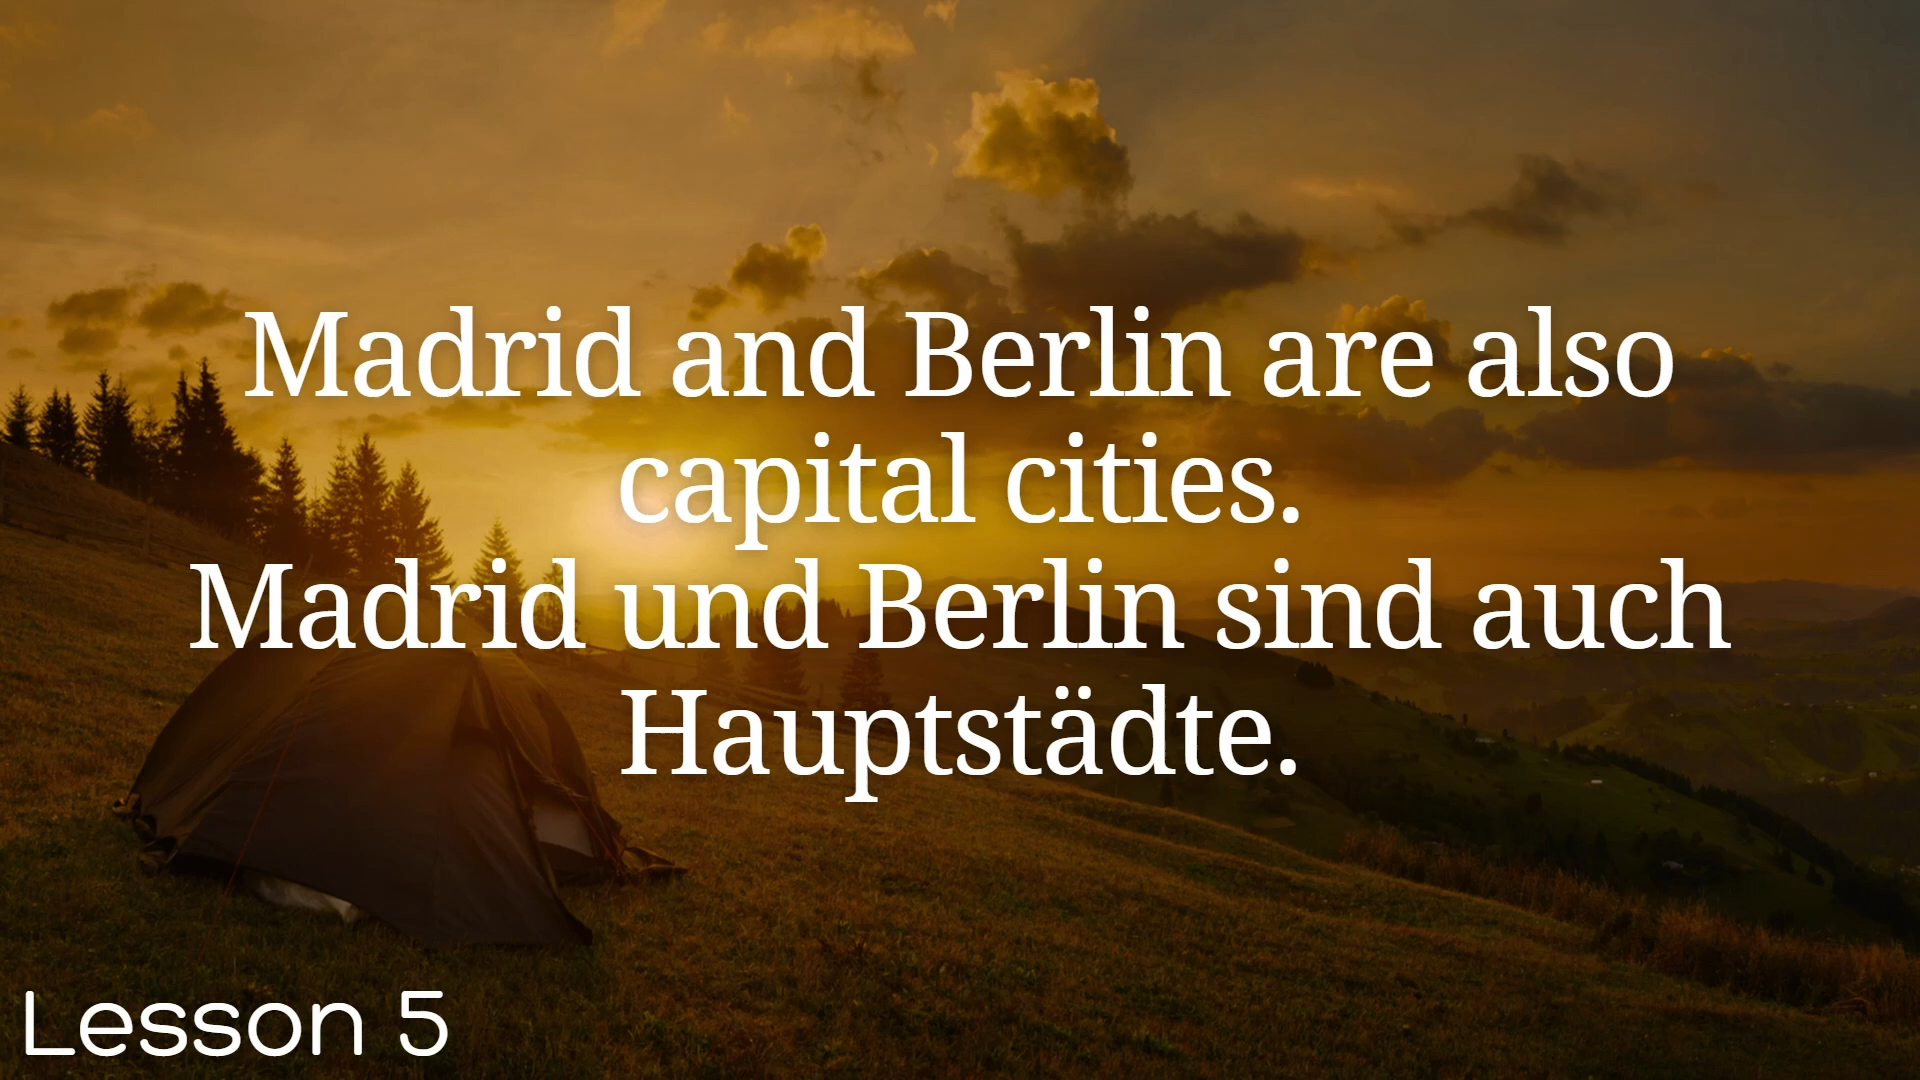 Madrid and Berlin are also
capital cities.
Madrid und Berlin sind auch
Hauptstädte.
Lesson 5